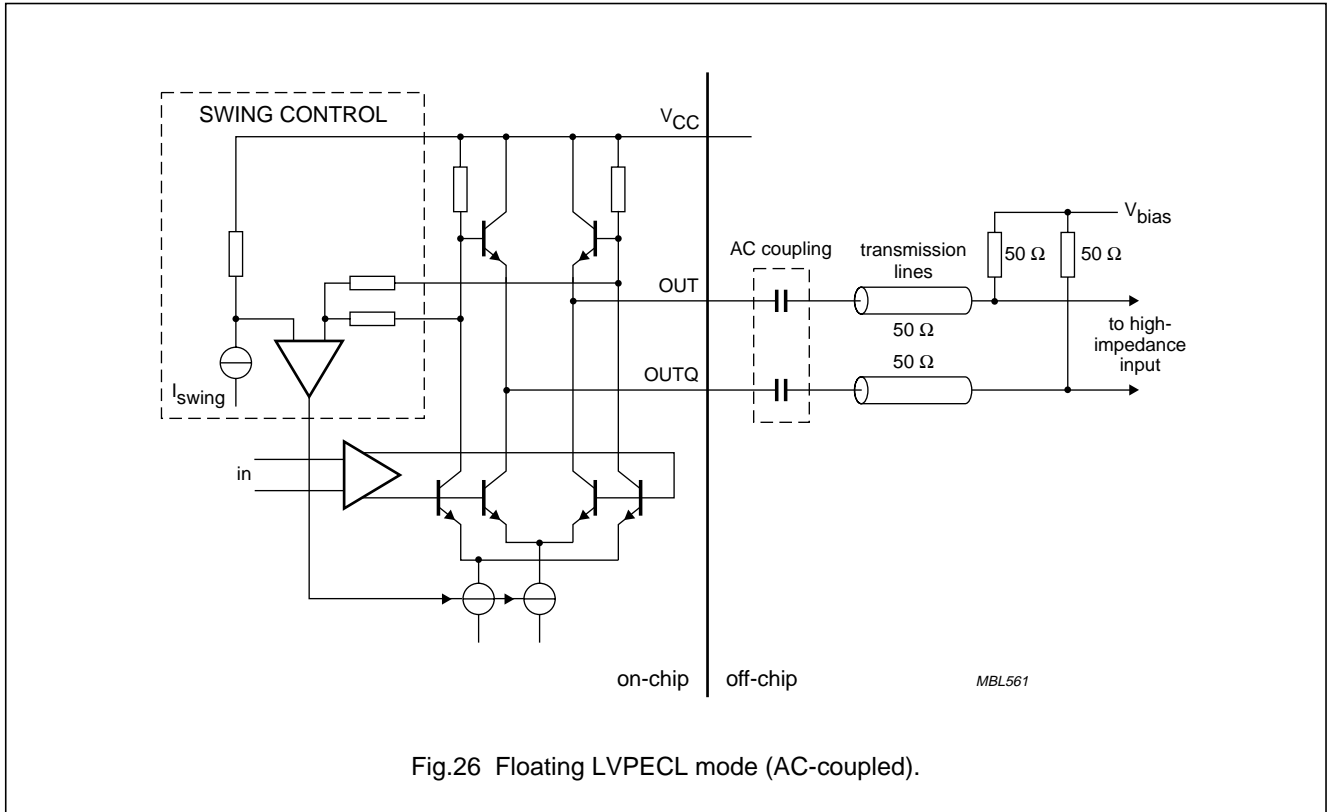 SWING CONTROL
VCC
Vbias
AC coupling
transmission
lines
50 Ω
50 Ω
OUT
50 Ω
to high-
impedance
input
50 Ω
OUTQ
Iswing
in
on-chip
off-chip
MBL561
Fig.26 Floating LVPECL mode (AC-coupled).